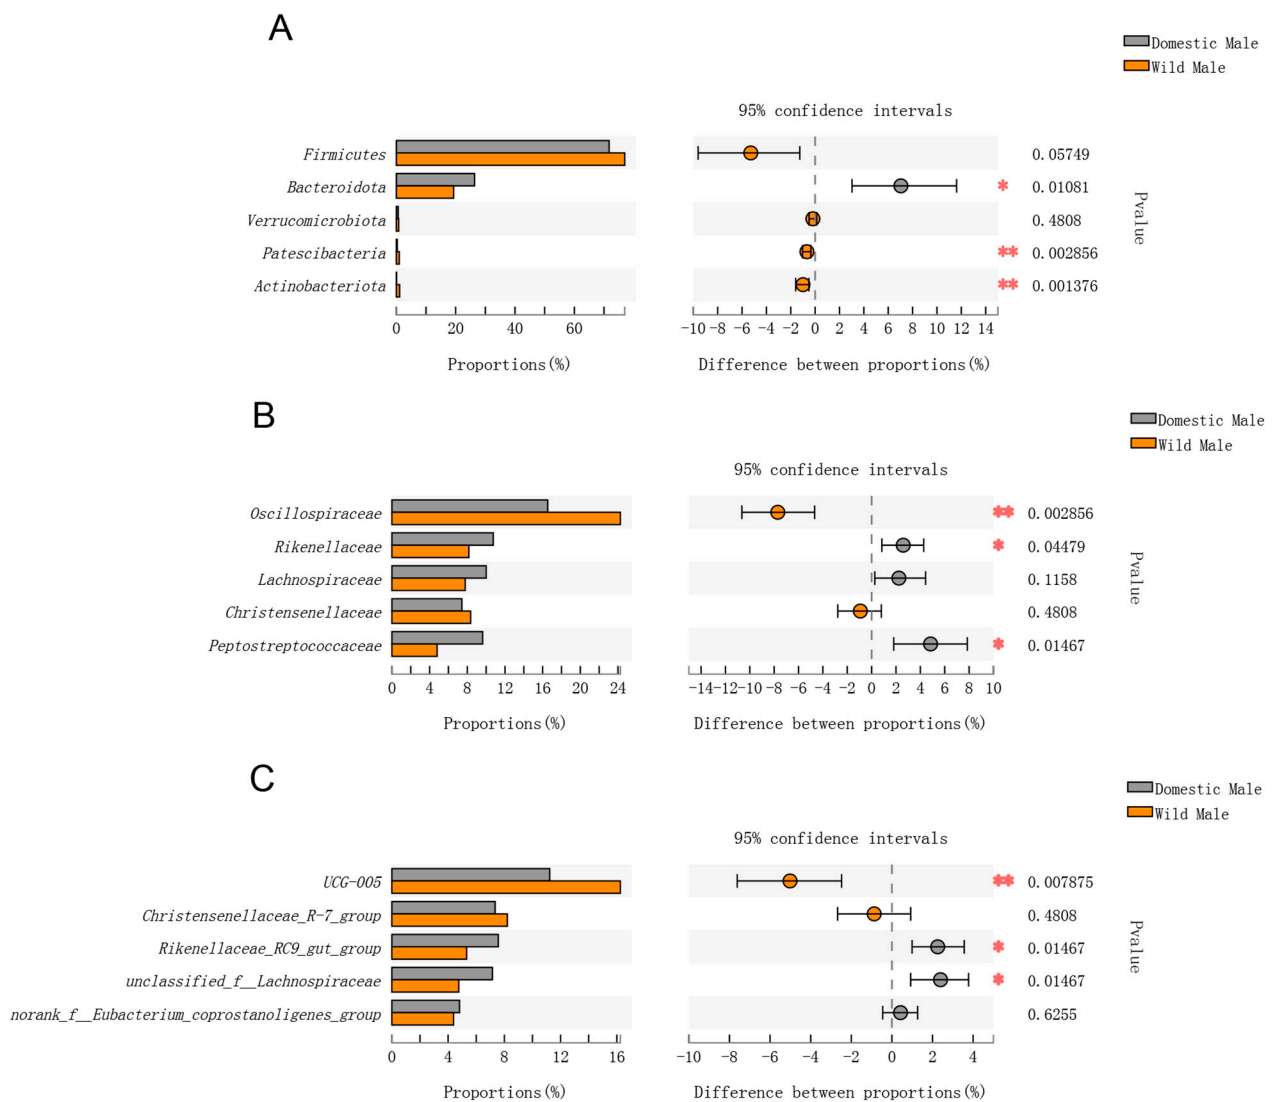 A
Domestic Male
Wild Male
95% confidence intervals
Firmicutes
0.05749
Bacteroidota
* 0.01081
Verrucomicrobiota
0.4808
Patescibacteria
** 0.002856
Actinobacteriota
** 0.001376
Pvalue
0 20 40 60
-10 -8 -6 -4 -2 0 2 4 6 8 10 12 14
Proportions(%)
Difference between proportions(%)
B
Domestic Male
Wild Male
95% confidence intervals
Oscillospiraceae
** 0.002856
Rikenellaceae
* 0.04479
Lachnospiraceae
0.1158
Christensenellaceae
0.4808
Peptostreptococcaceae
* 0.01467
Pvalue
0 4 8 12 16 20 24
-14 -12 -10 -8 -6 -4 -2 0 2 4 6 8 10
Proportions(%)
Difference between proportions(%)
C
Domestic Male
Wild Male
95% confidence intervals
UCG-005
** 0.007875
Christensenellaceae_R-7_group
0.4808
Rikenellaceae_RC9_gut_group
* 0.01467
unclassified_f__Lachnospiraceae
* 0.01467
norank_f__Eubacterium_coprostanoligenes_group
0.6255
Pvalue
0 4 8 12 16
-10 -8 -6 -4 -2 0 2 4
Proportions(%)
Difference between proportions(%)